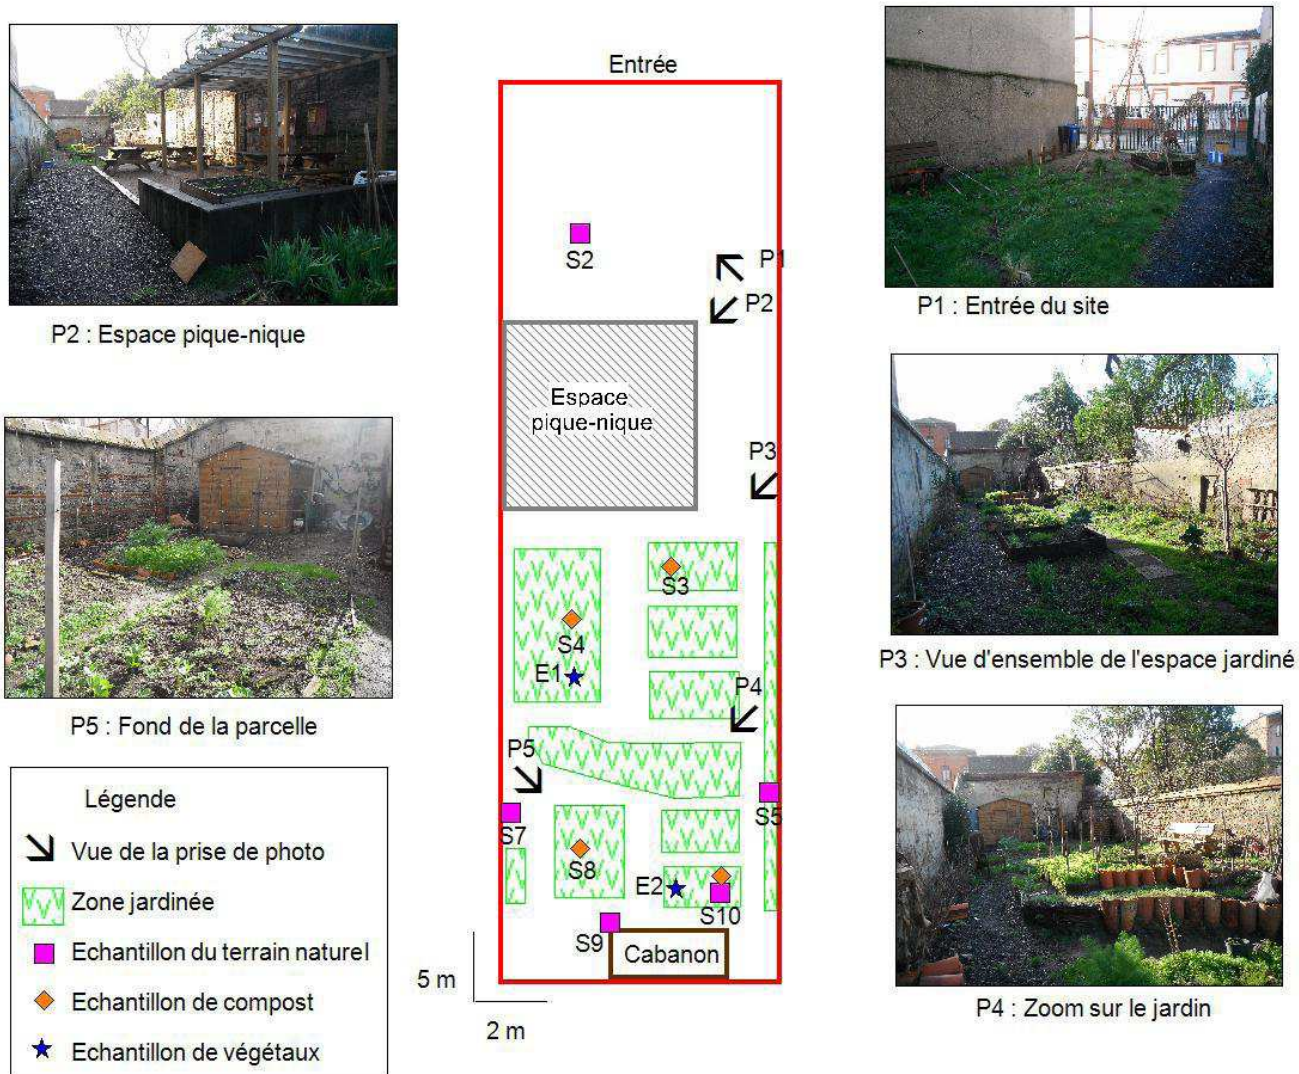 Entrée
P2 : Espace pique-nique
P1 : Entrée du site
S2
P1
P2
Espace
pique-nique
P3
P3 : Vue d'ensemble de l'espace jardiné
S3
S4
E1
P4
P5
P5 : Fond de la parcelle
S7
S5
S8
E2
S10
S9
Cabanon
5 m
2 m
P4 : Zoom sur le jardin
Légende
Vue de la prise de photo
Zone jardinée
Echantillon du terrain naturel
Echantillon de compost
Echantillon de végétaux